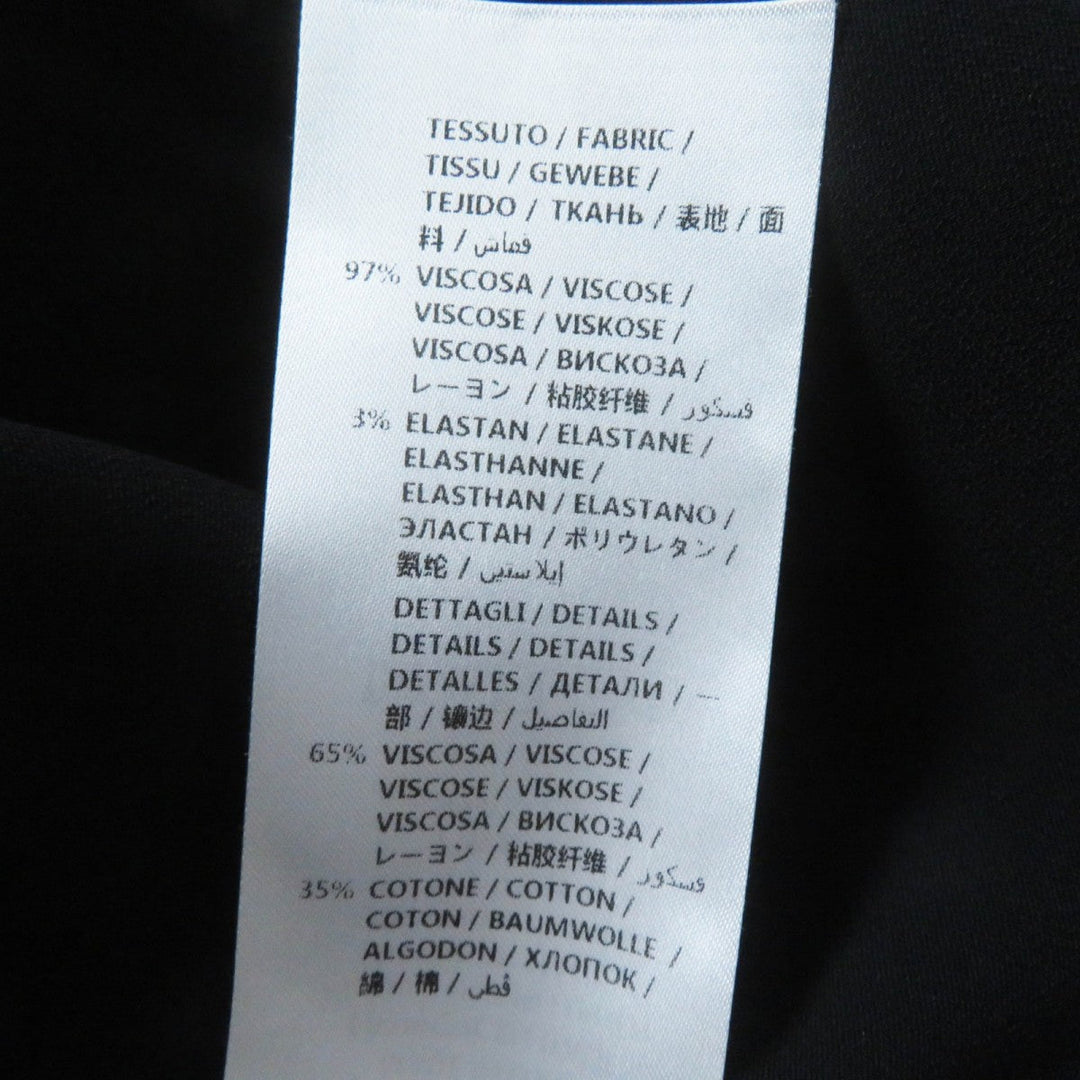 TESSUTO / FABRIC /
TISSU / GEWEBE /
TEJIDO / ТКАНЬ / 表地 / 面
料 / قماش
97% VISCOSA / VISCOSE /
VISCOSE / VISKOSE /
VISCOSA / ВИСКОЗА /
レーヨン / 粘胶纤维 / فسكور
3% ELASTAN / ELASTANE /
ELASTHANNE /
ELASTHAN / ELASTANO /
ЭЛАСТАН / ポリウレタン /
氨纶 / إيلاستين
DETTAGLI / DETAILS /
DETAILS / DETAILS /
DETALLES / ДЕТАЛИ / 一
部 / 镶边 / التفاصيل
65% VISCOSA / VISCOSE /
VISCOSE / VISKOSE /
VISCOSA / ВИСКОЗА /
レーヨン / 粘胶纤维 / فسكور
35% COTONE / COTTON /
COTON / BAUMWOLLE /
ALGODON / ХЛОПОК /
綿 / 棉 / قطن